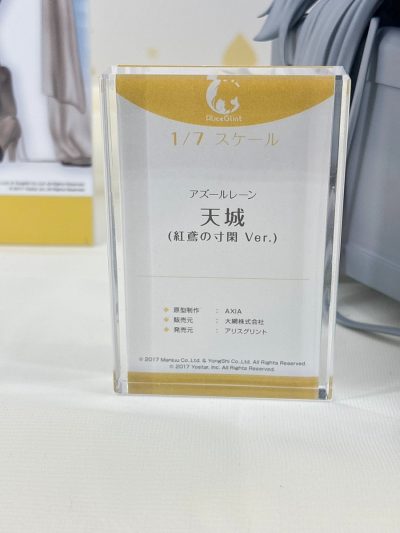 AliceGlint
1/7 スケール
アズールレーン
天城
(紅鳶の寸閑 Ver.)
◆ 原型制作 : AXIA
◆ 販売元 : 大網株式会社
◆ 発売元 : アリスグリント
© 2017 Manjuu Co.,Ltd. & YongShi Co.,Ltd. All Rights Reserved.
© 2017 Yostar, Inc. All Rights Reserved.